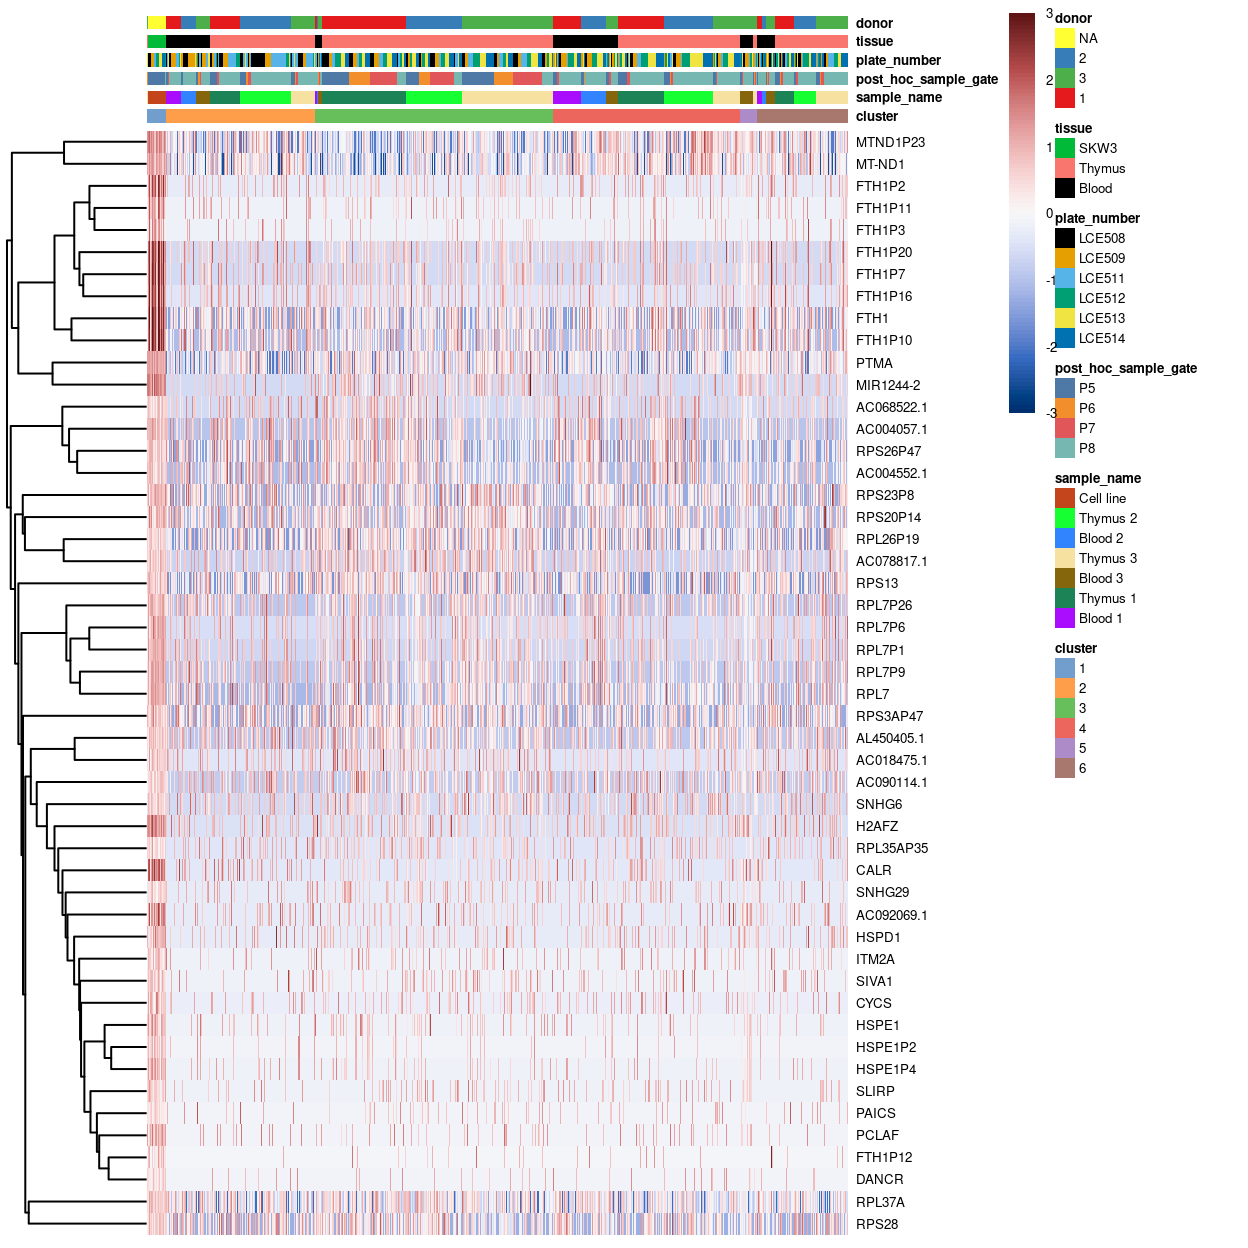 donor
tissue
plate_number
post_hoc_sample_gate
sample_name
cluster
MTND1P23
MT-ND1
FTH1P2
FTH1P11
FTH1P3
FTH1P20
FTH1P7
FTH1P16
FTH1
FTH1P10
PTMA
MIR1244-2
AC068522.1
AC004057.1
RPS26P47
AC004552.1
RPS23P8
RPS20P14
RPL26P19
AC078817.1
RPS13
RPL7P26
RPL7P6
RPL7P1
RPL7P9
RPL7
RPS3AP47
AL450405.1
AC018475.1
AC090114.1
SNHG6
H2AFZ
RPL35AP35
CALR
SNHG29
AC092069.1
HSPD1
ITM2A
SIVA1
CYCS
HSPE1
HSPE1P2
HSPE1P4
SLIRP
PAICS
PCLAF
FTH1P12
DANCR
RPL37A
RPS28
3
2
1
0
-1
-2
-3
donor
NA
2
3
1
tissue
SKW3
Thymus
Blood
plate_number
LCE508
LCE509
LCE511
LCE512
LCE513
LCE514
post_hoc_sample_gate
P5
P6
P7
P8
sample_name
Cell line
Thymus 2
Blood 2
Thymus 3
Blood 3
Thymus 1
Blood 1
cluster
1
2
3
4
5
6